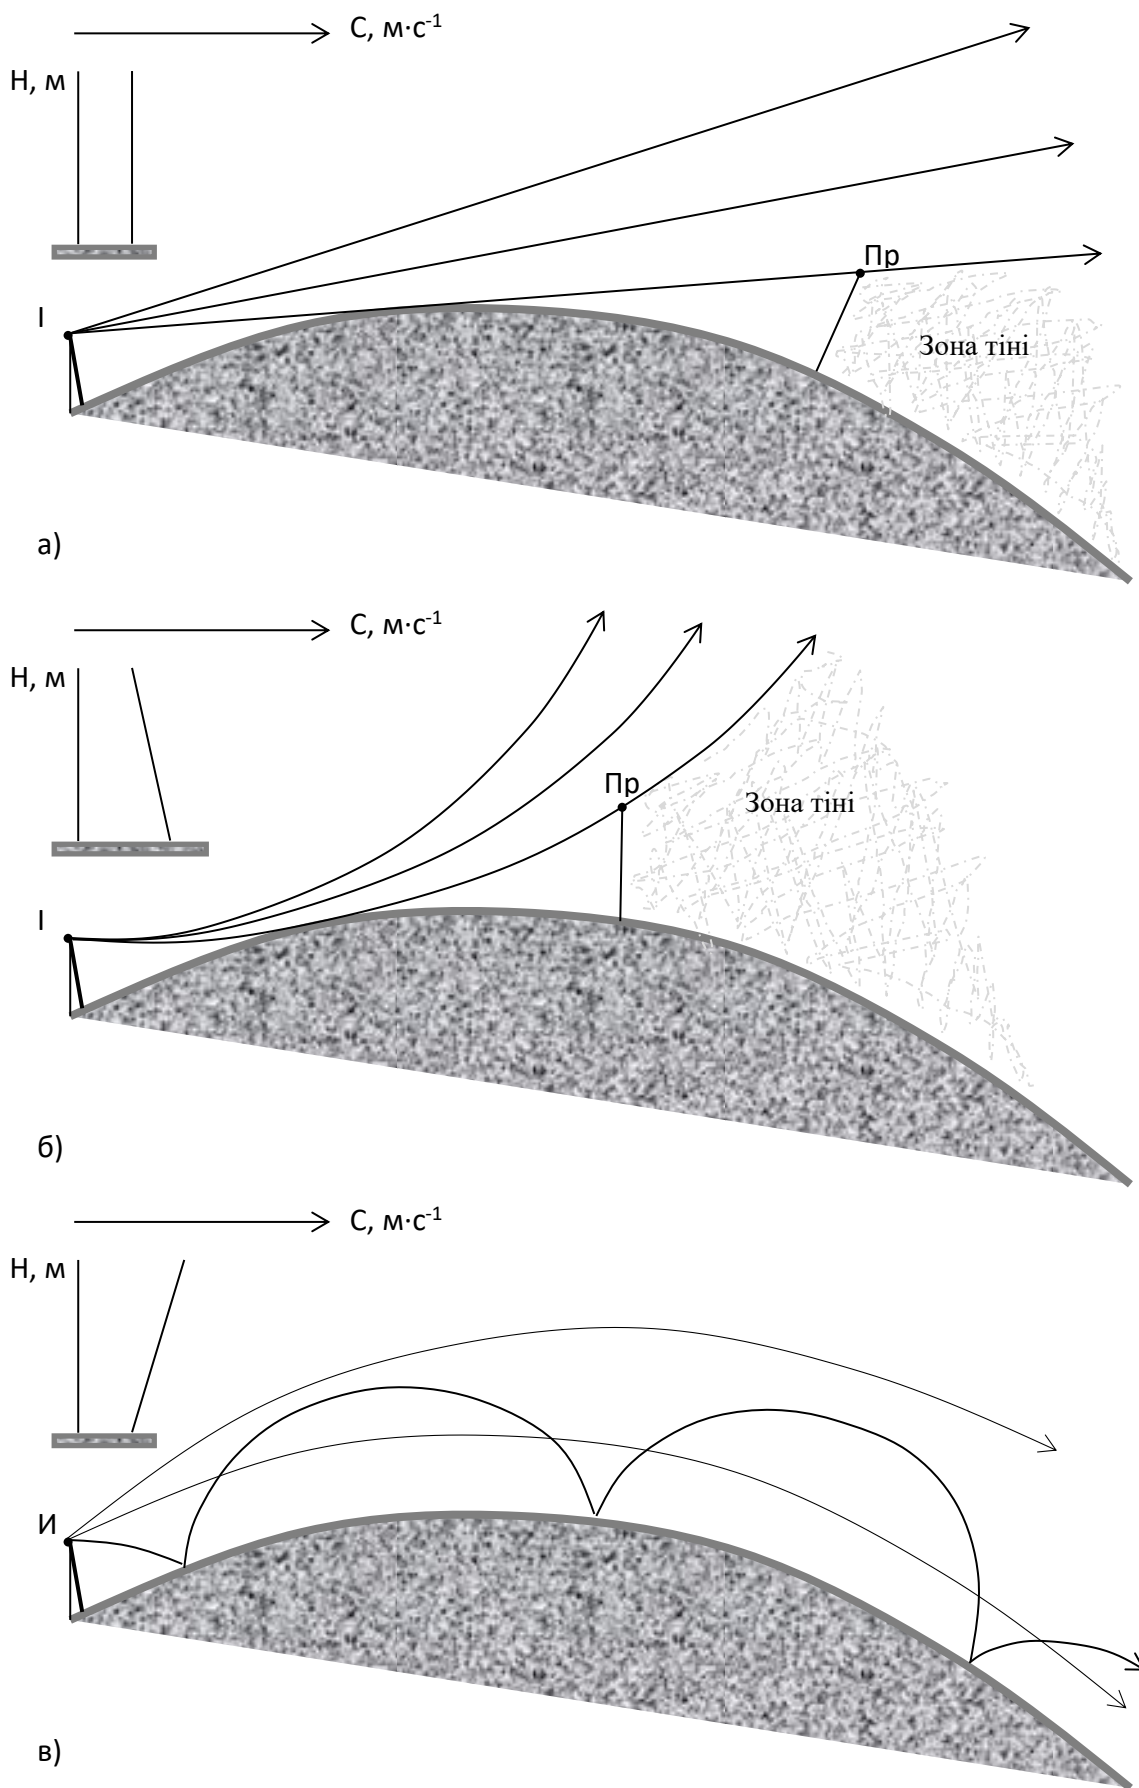 С, м·с⁻¹
Н, м
Пр
І
Зона тіні
а)
С, м·с⁻¹
Н, м
Пр
Зона тіні
І
б)
С, м·с⁻¹
Н, м
И
в)